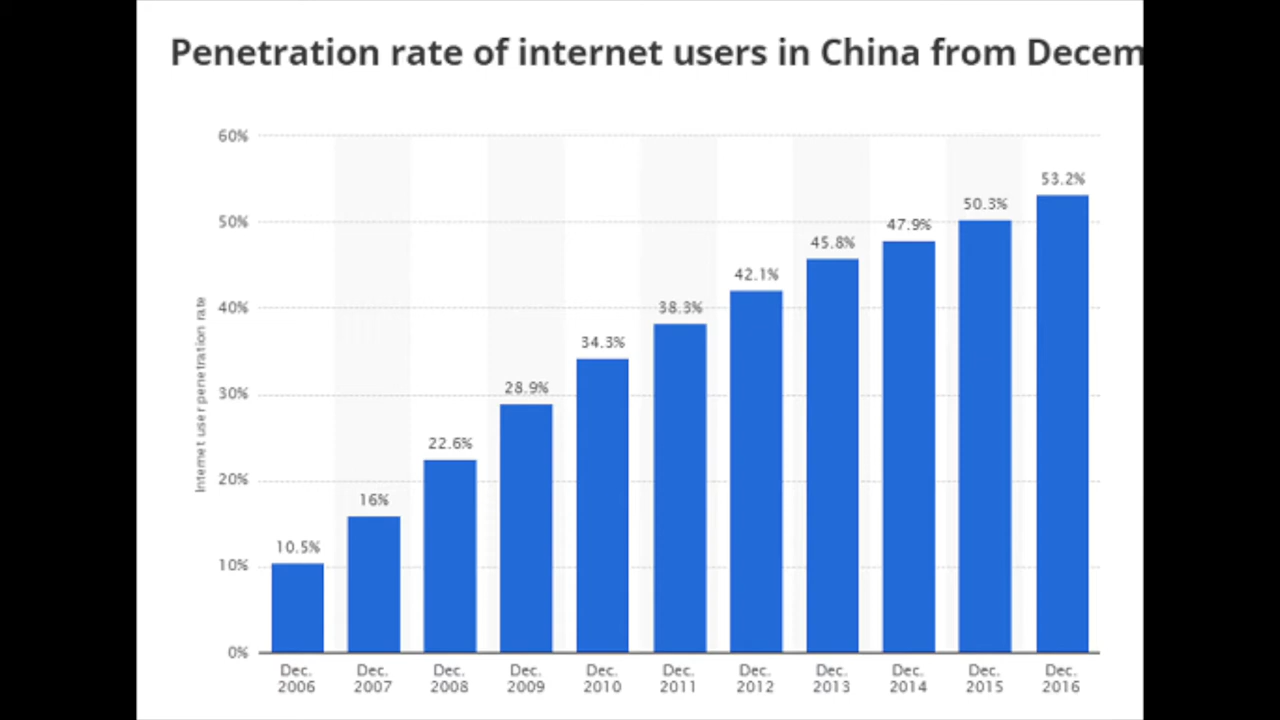 Penetration rate of internet users in China from Decem
60%
50%
40%
30%
20%
10%
0%
Internet user penetration rate
10.5%
16%
22.6%
28.9%
34.3%
38.3%
42.1%
45.8%
47.9%
50.3%
53.2%
Dec.
2006
Dec.
2007
Dec.
2008
Dec.
2009
Dec.
2010
Dec.
2011
Dec.
2012
Dec.
2013
Dec.
2014
Dec.
2015
Dec.
2016